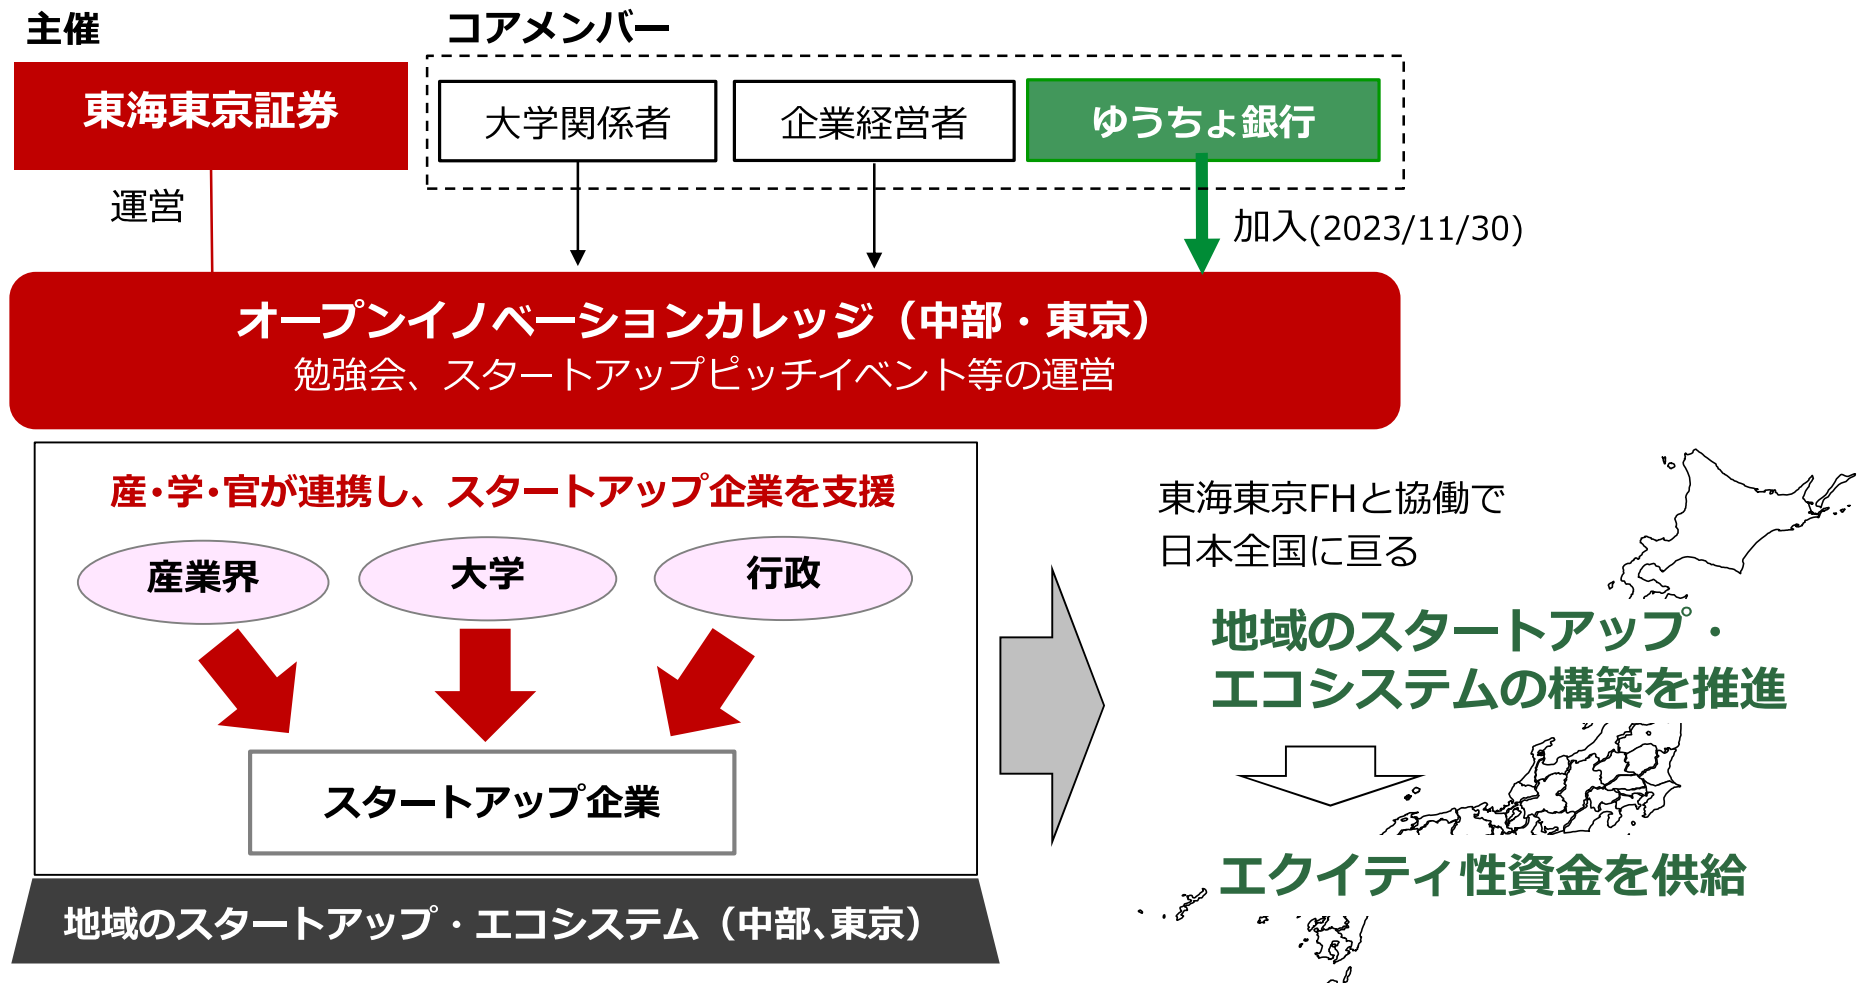 主催
コアメンバー
東海東京証券
大学関係者
企業経営者
ゆうちょ銀行
運営
加入(2023/11/30)
オープンイノベーションカレッジ（中部・東京）
勉強会、スタートアップピッチイベント等の運営
産・学・官が連携し、スタートアップ企業を支援
産業界
大学
行政
スタートアップ企業
地域のスタートアップ・エコシステム（中部、東京）
東海東京FHと協働で
日本全国に亘る
地域のスタートアップ・
エコシステムの構築を推進
エクイティ性資金を供給